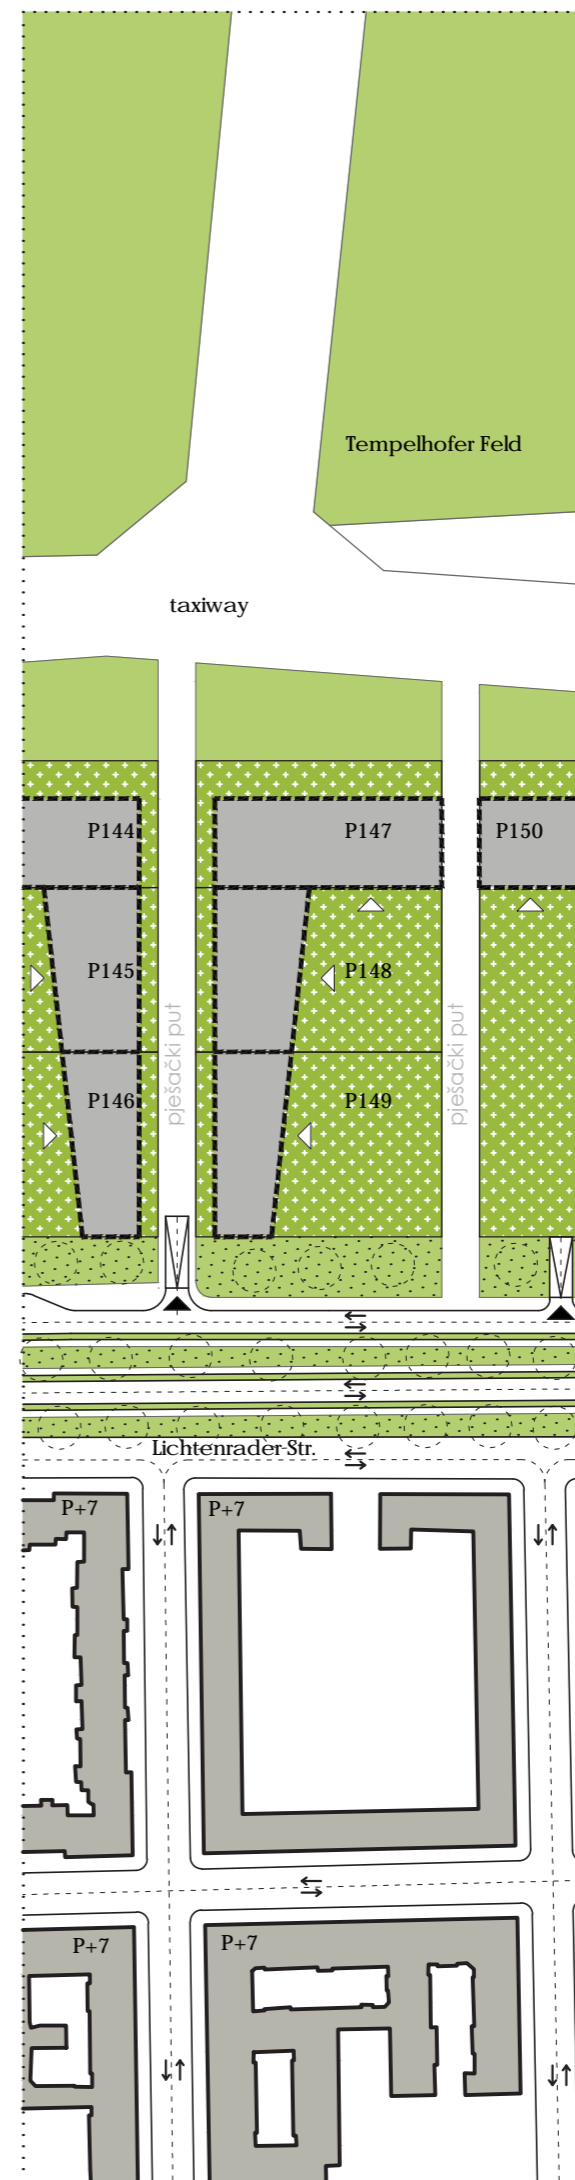 Tempelhofer Feld
taxiway
P144
P147
P150
P145
P148
pješački put
pješački put
P146
P149
Lichtenrader-Str.
P+7
P+7
P+7
P+7